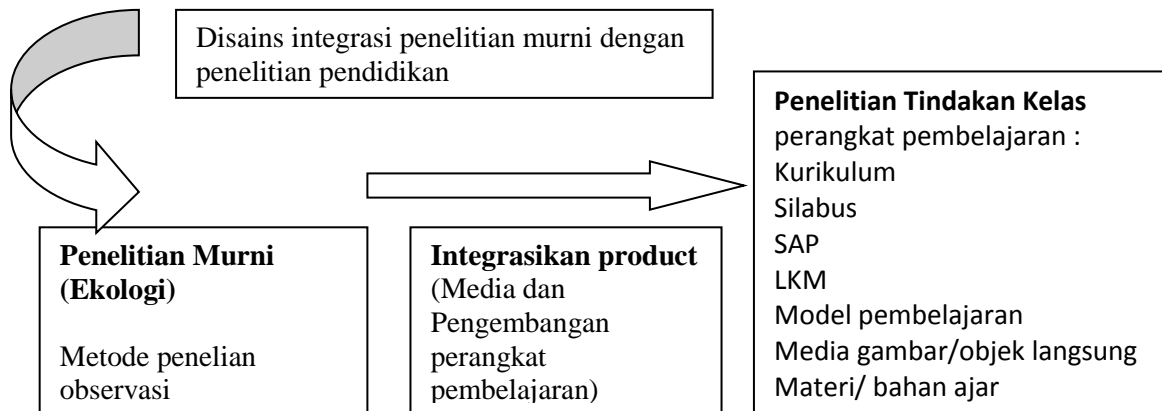 Disains integrasi penelitian murni dengan
penelitian pendidikan
Penelitian Murni
(Ekologi)
Metode penelian
observasi
Integrasikan product
(Media dan
Pengembangan
perangkat
pembelajaran)
Penelitian Tindakan Kelas
perangkat pembelajaran :
Kurikulum
Silabus
SAP
LKM
Model pembelajaran
Media gambar/objek langsung
Materi/ bahan ajar